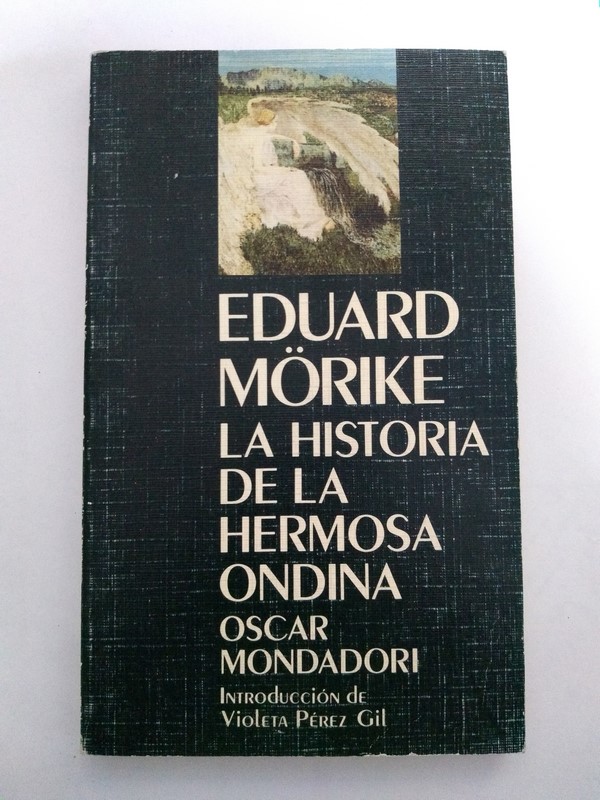 EDUARD
MÖRIKE
LA HISTORIA
DE LA
HERMOSA
ONDINA
OSCAR
MONDADORI
INTRODUCCIÓN DE
VIOLETA PÉREZ GIL